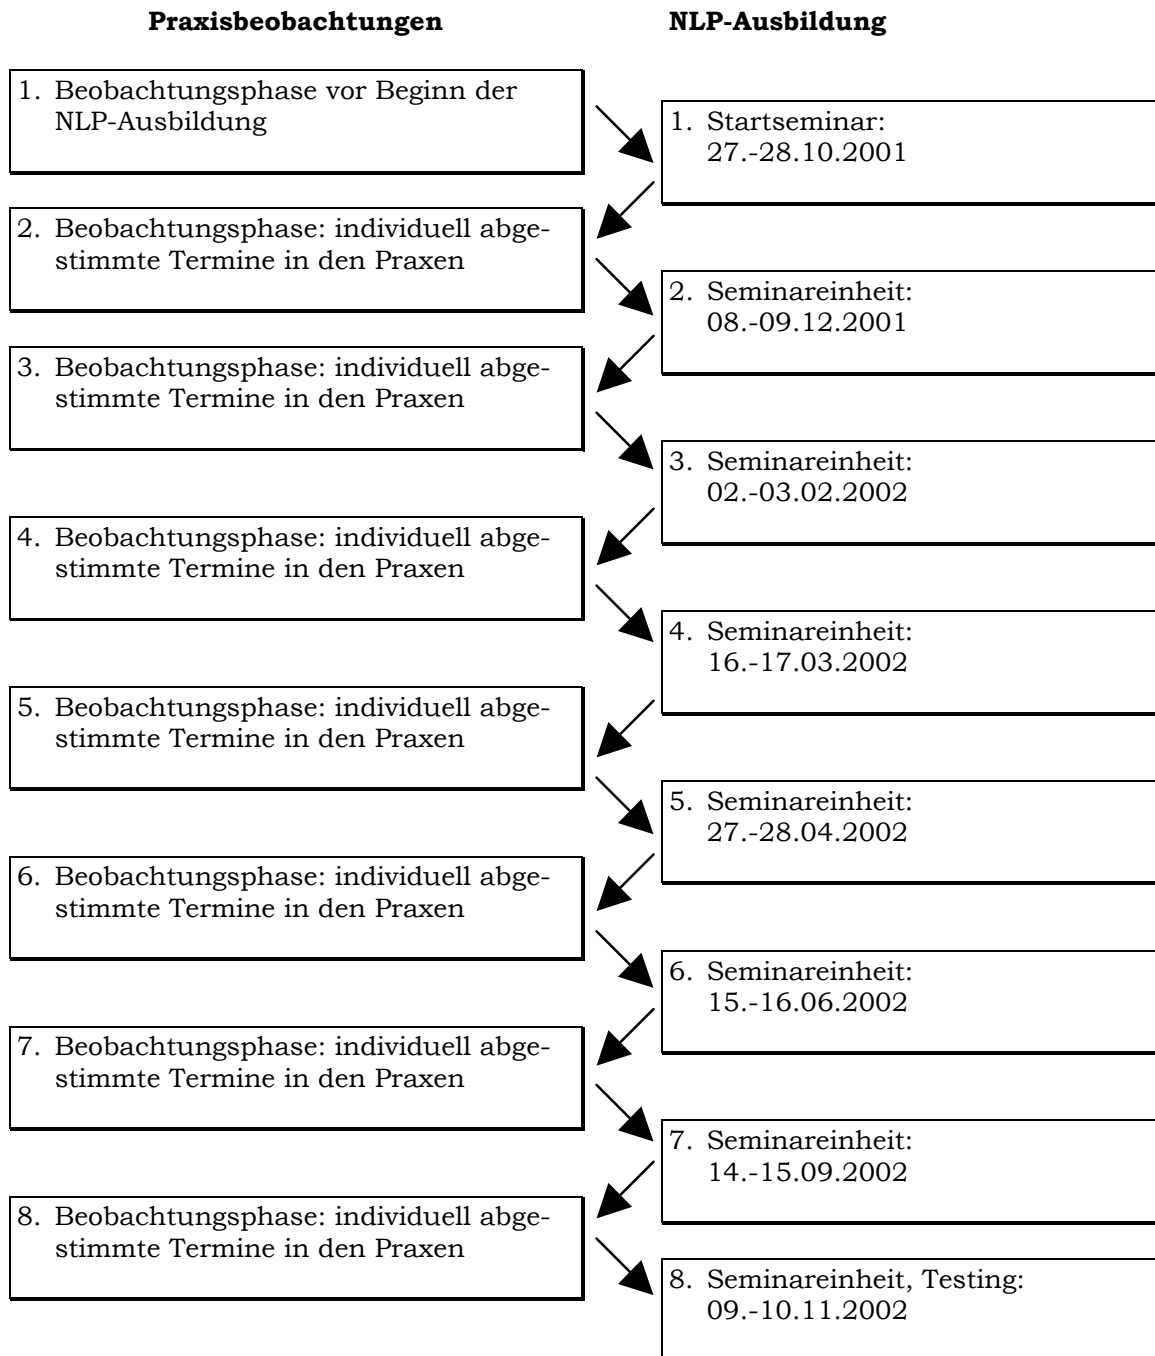 Praxisbeobachtungen
NLP-Ausbildung
1. Beobachtungsphase vor Beginn der
NLP-Ausbildung
1. Startseminar:
27.-28.10.2001
2. Beobachtungsphase: individuell abge-
stimmte Termine in den Praxen
2. Seminareinheit:
08.-09.12.2001
3. Beobachtungsphase: individuell abge-
stimmte Termine in den Praxen
3. Seminareinheit:
02.-03.02.2002
4. Beobachtungsphase: individuell abge-
stimmte Termine in den Praxen
4. Seminareinheit:
16.-17.03.2002
5. Beobachtungsphase: individuell abge-
stimmte Termine in den Praxen
5. Seminareinheit:
27.-28.04.2002
6. Beobachtungsphase: individuell abge-
stimmte Termine in den Praxen
6. Seminareinheit:
15.-16.06.2002
7. Beobachtungsphase: individuell abge-
stimmte Termine in den Praxen
7. Seminareinheit:
14.-15.09.2002
8. Beobachtungsphase: individuell abge-
stimmte Termine in den Praxen
8. Seminareinheit, Testing:
09.-10.11.2002